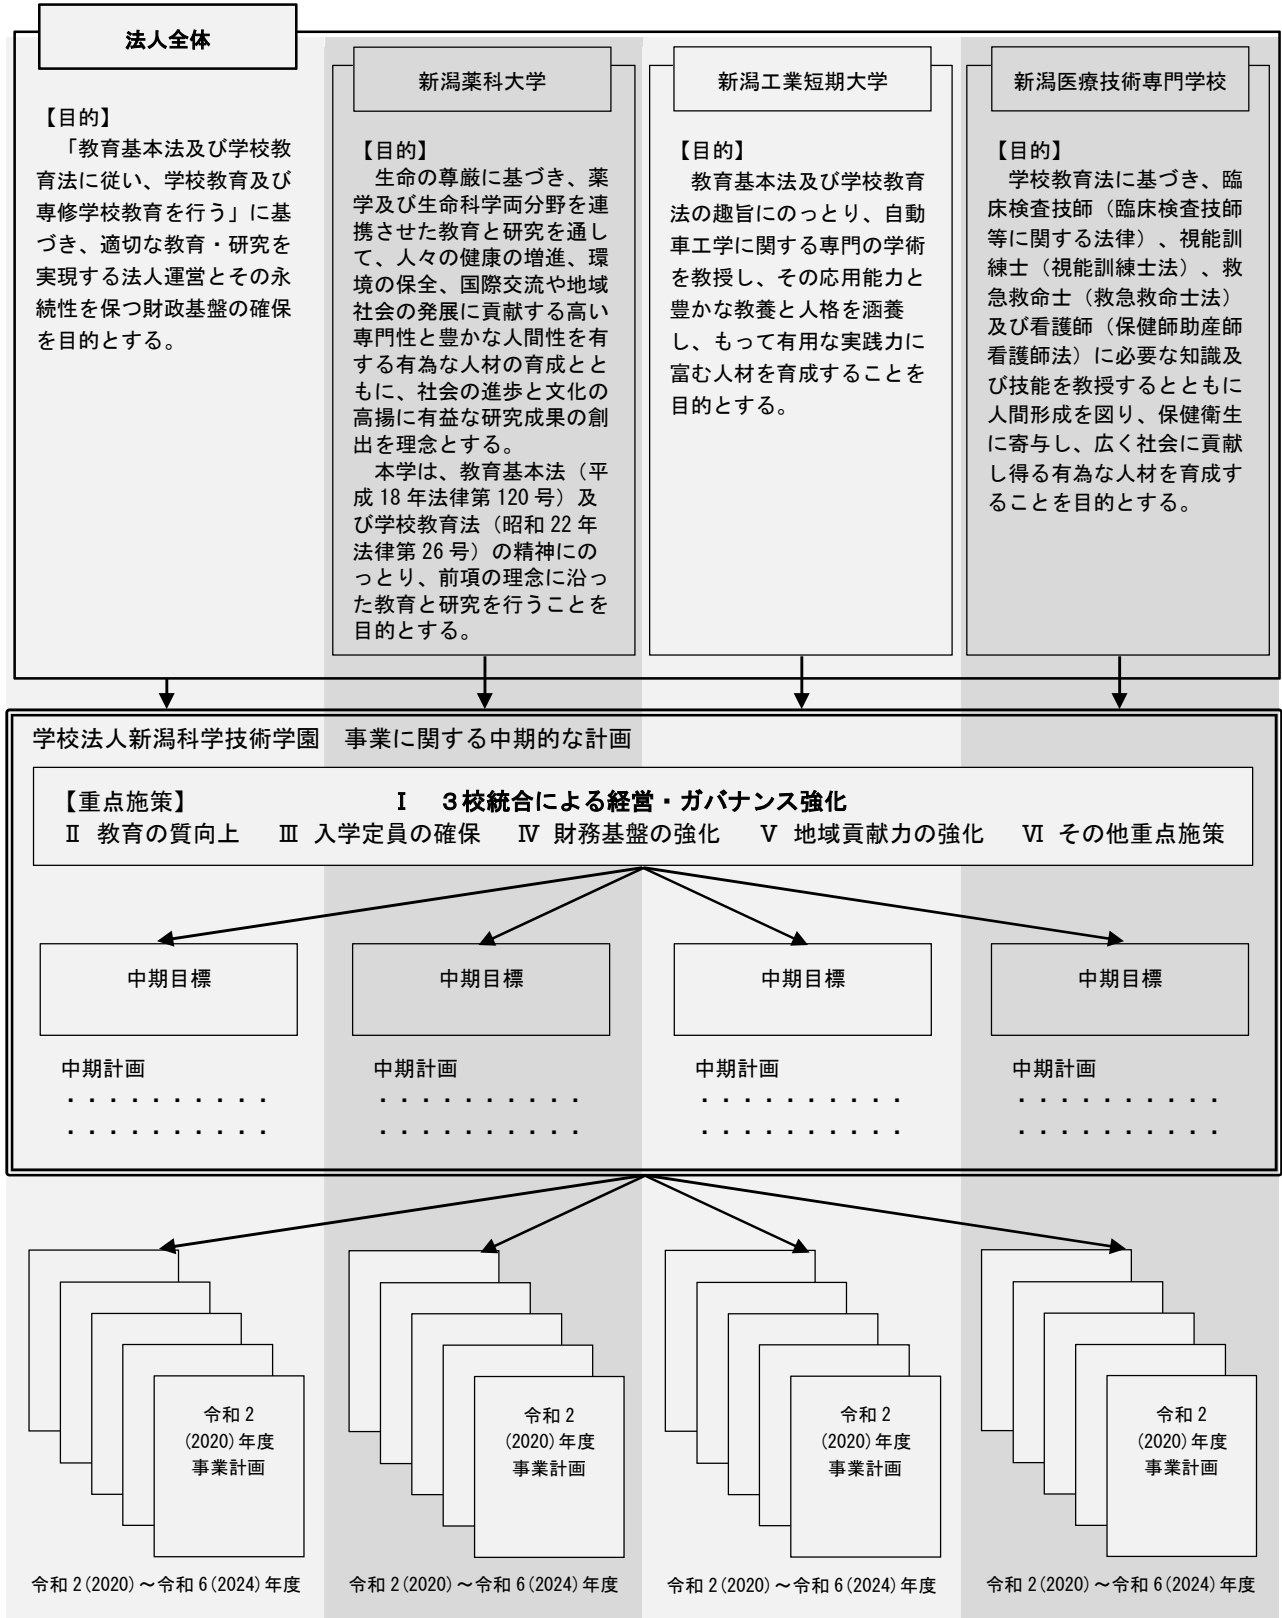 法人全体
【目的】
「教育基本法及び学校教
育法に従い、学校教育及び
専修学校教育を行う」に基
づき、適切な教育・研究を
実現する法人運営とその永
続性を保つ財政基盤の確保
を目的とする。
新潟薬科大学
【目的】
生命の尊厳に基づき、薬
学及び生命科学両分野を連
携させた教育と研究を通し
て、人々の健康の増進、環
境の保全、国際交流や地域
社会の発展に貢献する高い
専門性と豊かな人間性を有
する有為な人材の育成とと
もに、社会の進歩と文化の
高揚に有益な研究成果の創
出を理念とする。
本学は、教育基本法（平
成 18 年法律第 120 号）及
び学校教育法（昭和 22 年
法律第 26 号）の精神にの
っとり、前項の理念に沿っ
た教育と研究を行うことを
目的とする。
新潟工業短期大学
【目的】
教育基本法及び学校教育
法の趣旨にのっとり、自動
車工学に関する専門の学術
を教授し、その応用能力と
豊かな教養と人格を涵養
し、もって有用な実践力に
富む人材を育成することを
目的とする。
新潟医療技術専門学校
【目的】
学校教育法に基づき、臨
床検査技師（臨床検査技師
等に関する法律）、視能訓
練士（視能訓練士法）、救
急救命士（救急救命士法）
及び看護師（保健師助産師
看護師法）に必要な知識及
び技能を教授するとともに
人間形成を図り、保健衛生
に寄与し、広く社会に貢献
し得る有為な人材を育成す
ることを目的とする。
学校法人新潟科学技術学園　事業に関する中期的な計画
【重点施策】　Ⅰ　３校統合による経営・ガバナンス強化
Ⅱ 教育の質向上　Ⅲ 入学定員の確保　Ⅳ 財務基盤の強化　Ⅴ 地域貢献力の強化　Ⅵ その他重点施策
中期目標　中期目標　中期目標　中期目標
中期計画　中期計画　中期計画　中期計画
・・・・・・・・・・　・・・・・・・・・・　・・・・・・・・・・　・・・・・・・・・・
・・・・・・・・・・　・・・・・・・・・・　・・・・・・・・・・　・・・・・・・・・・
令和 2　令和 2　令和 2　令和 2
(2020)年度　(2020)年度　(2020)年度　(2020)年度
事業計画　事業計画　事業計画　事業計画
令和 2(2020)～令和 6(2024)年度　令和 2(2020)～令和 6(2024)年度　令和 2(2020)～令和 6(2024)年度　令和 2(2020)～令和 6(2024)年度